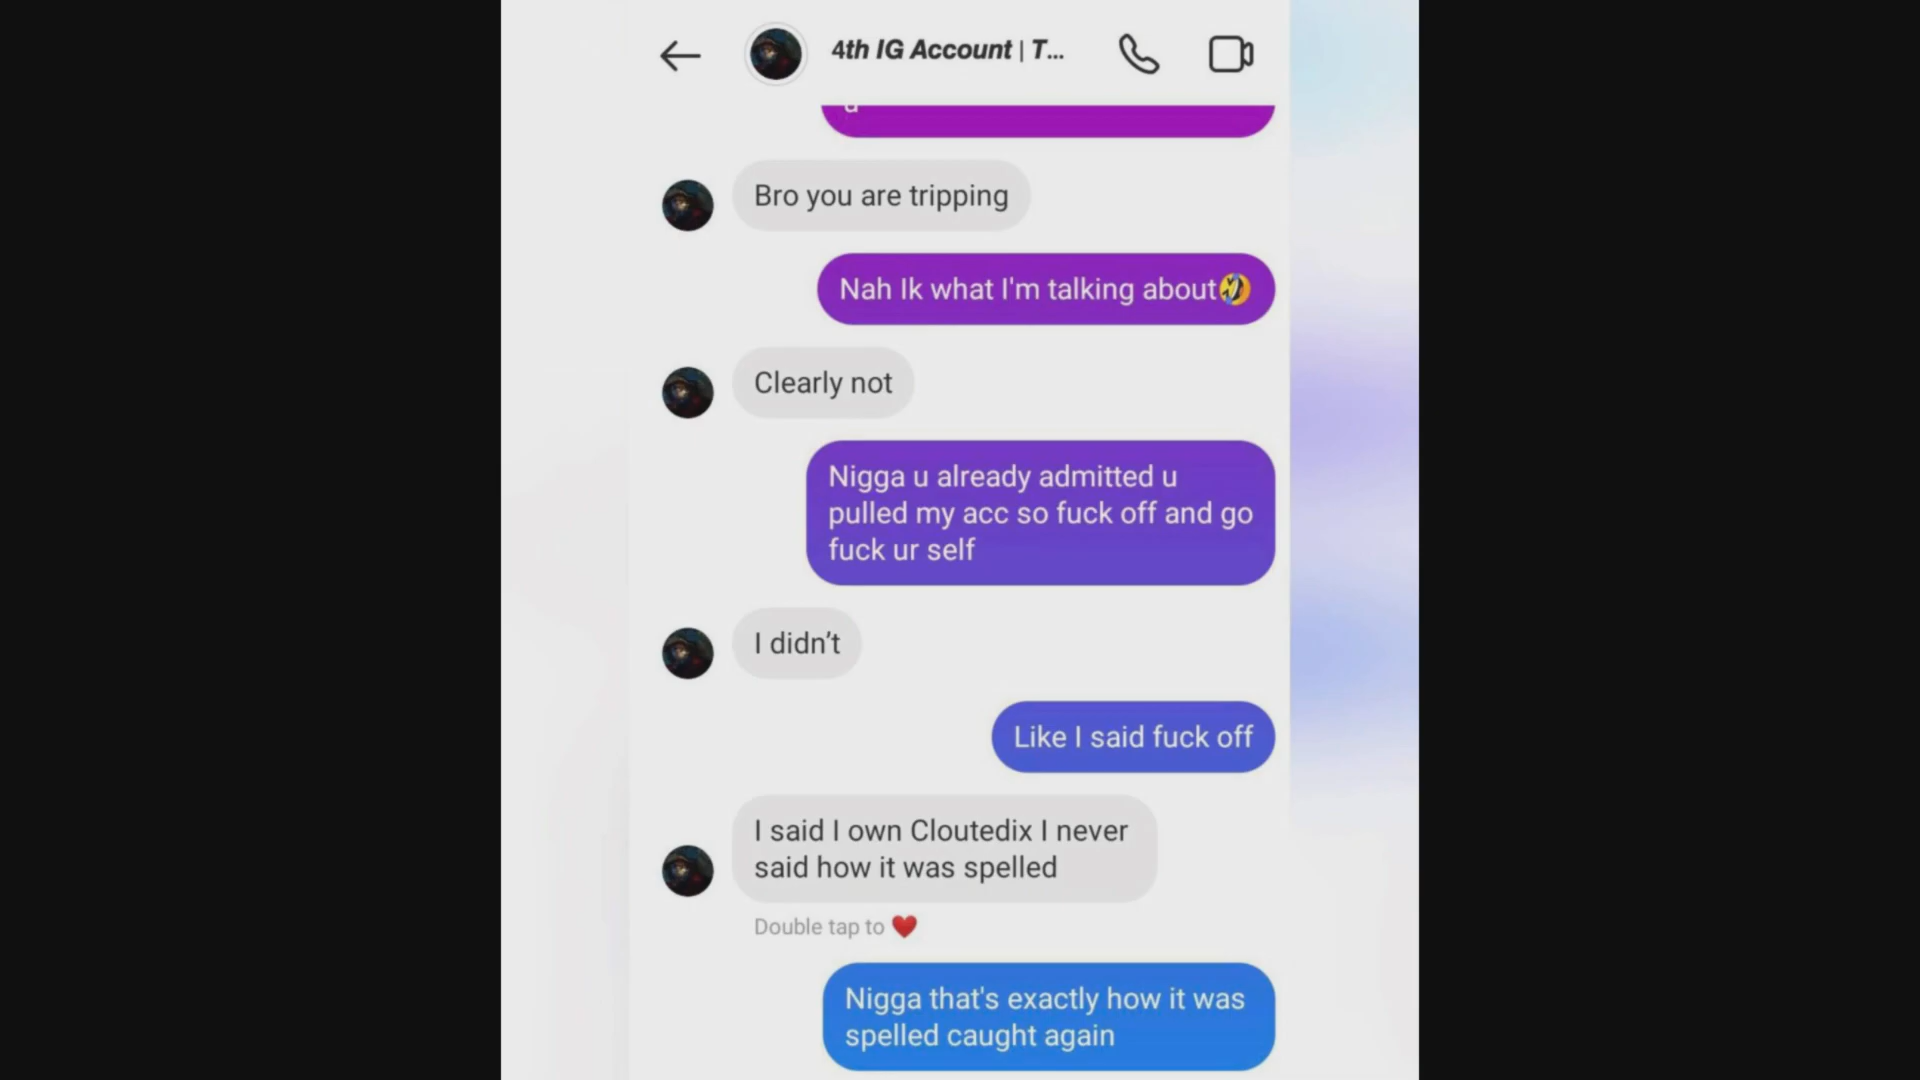 4th IG Account | T...
Bro you are tripping
Nah Ik what I'm talking about🤣
Clearly not
Nigga u already admitted u
pulled my acc so fuck off and go
fuck ur self
I didn’t
Like I said fuck off
I said I own Cloutedix I never
said how it was spelled
Double tap to ❤️
Nigga that's exactly how it was
spelled caught again